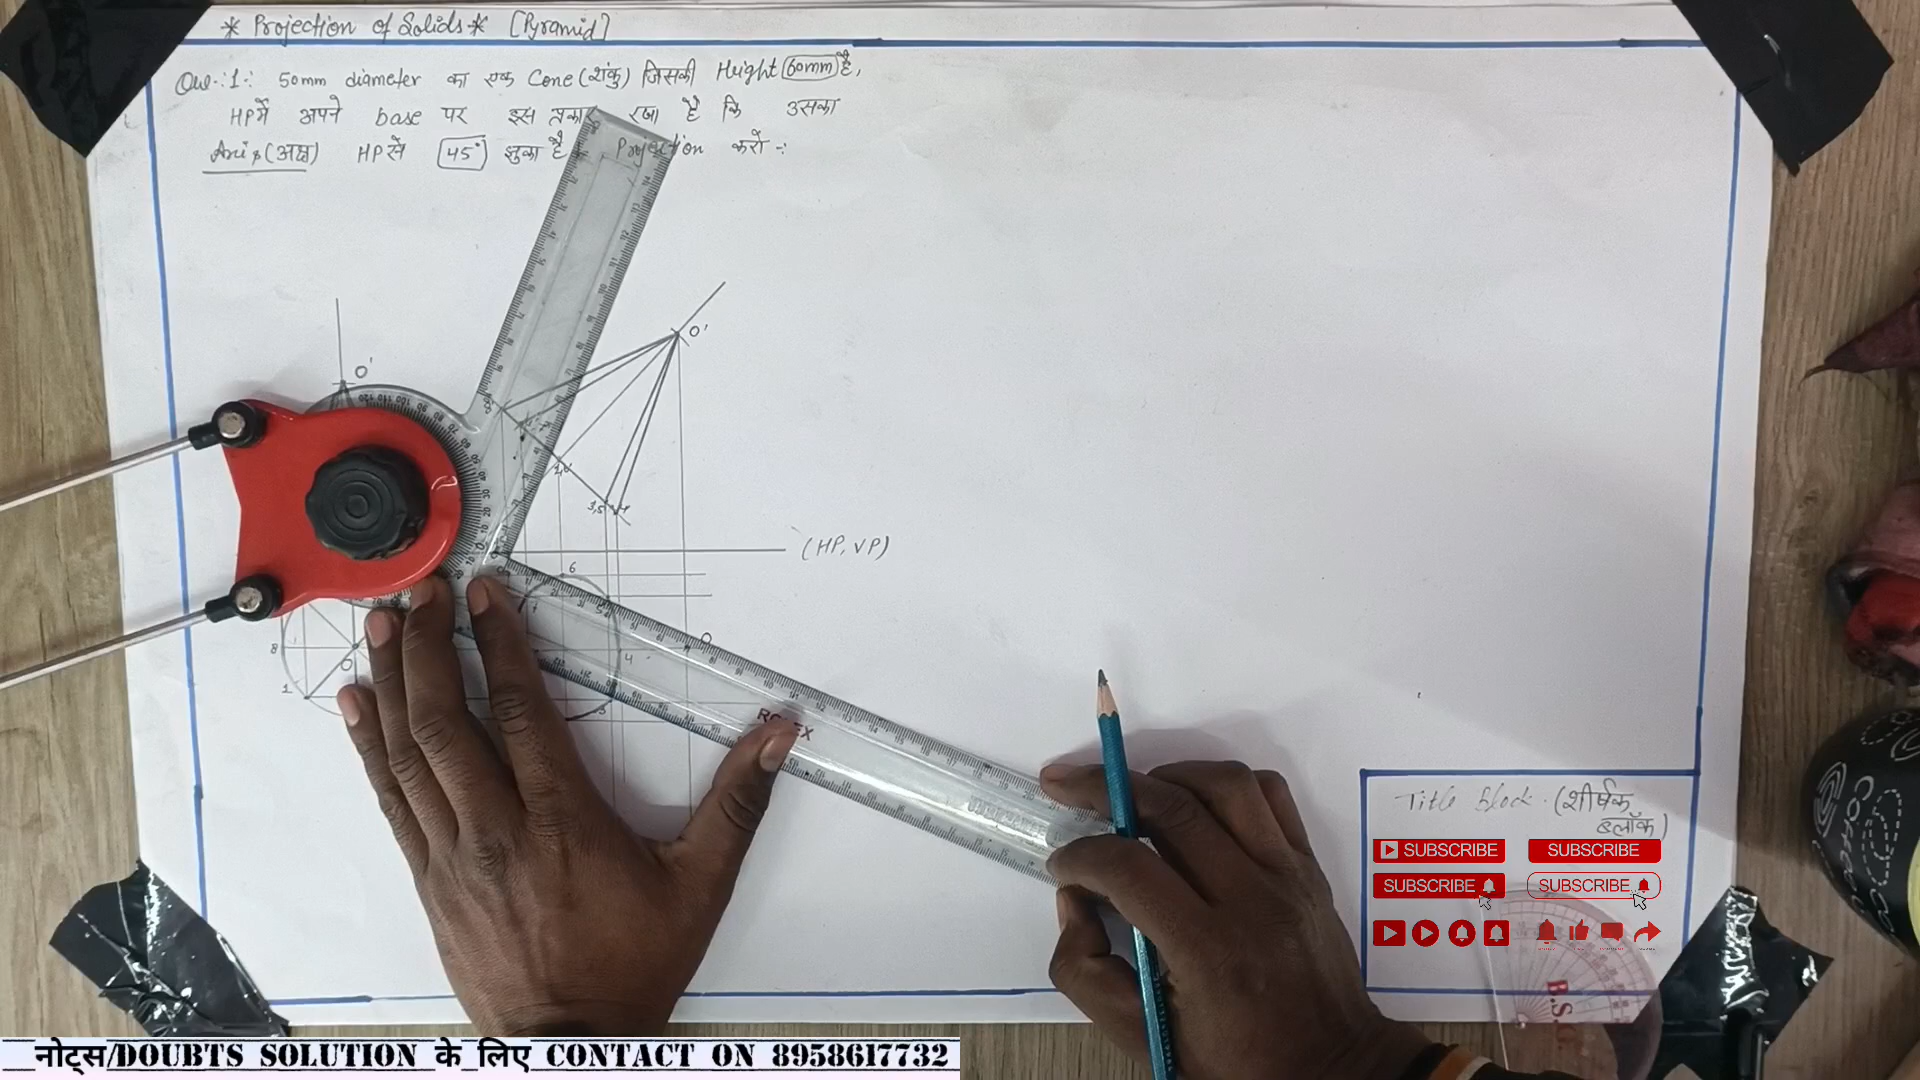 * Projection of Solids * [Pyramid]
Que.:1:- 50mm diameter का एक Cone (शंकु) जिसकी Height 60mm है,
HP में अपने base पर इस प्रकार रखा है कि उसका
Axis (अक्ष) HP से 45° झुका है Projection करो -:
O'
O'
3,5
(HP, VP)
6
8
O
4
1
ROLEX
Title Block. (शीर्षक
ब्लॉक)
SUBSCRIBE SUBSCRIBE
SUBSCRIBE SUBSCRIBE
B.S.
नोट्स/DOUBTS SOLUTION के लिए CONTACT ON 8958617732